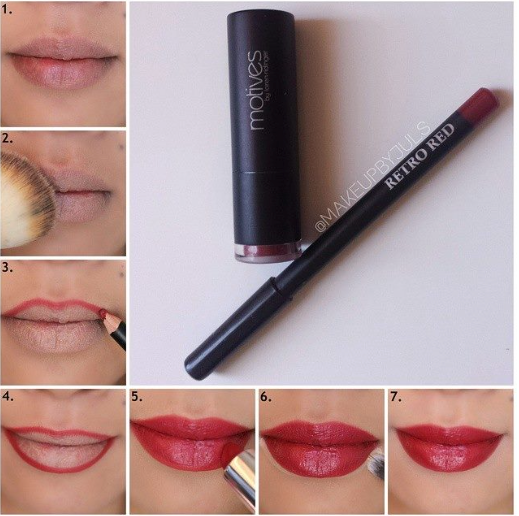 1.
motives
2.
@MAKEUPBYJULS
RETRO RED
3.
4.
5.
6.
7.